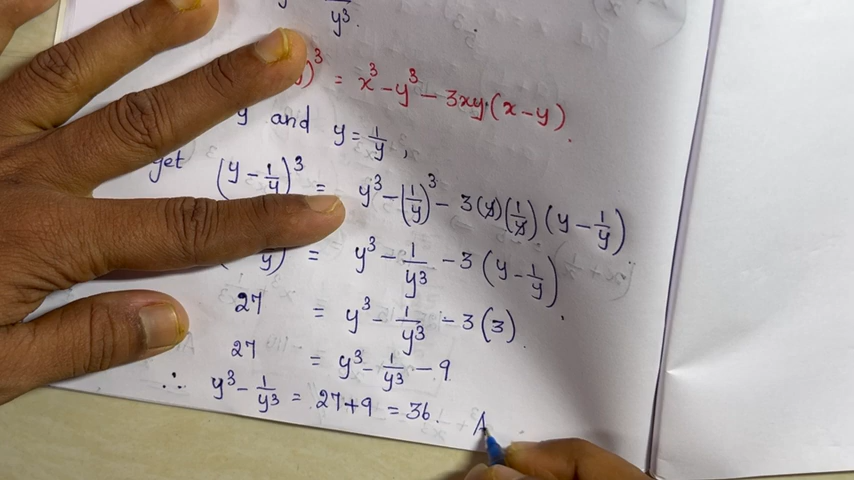 y³.
)³ = x³ - y³ - 3xy (x - y).
y and y = 1/y,
get (y - 1/y)³ = y³ - (1/y)³ - 3(y)(1/y)(y - 1/y)
y) = y³ - 1/y³ - 3(y - 1/y).
27 = y³ - 1/y³ - 3(3)
27 = y³ - 1/y³ - 9
∴ y³ - 1/y³ = 27+9 = 36. A